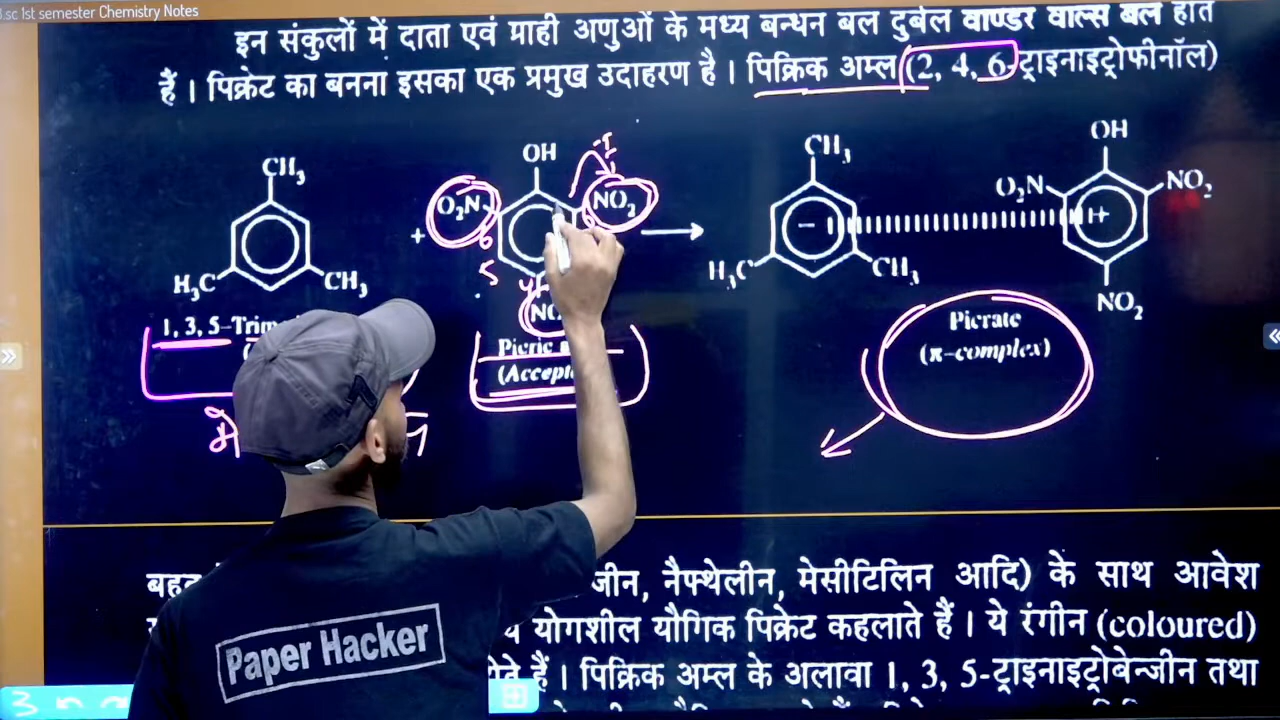 B.sc 1st semester Chemistry Notes
इन संकुलों में दाता एवं ग्राही अणुओं के मध्य बन्धन बल दुर्बल वाण्डर वाल्स बल होते
हैं । पिक्रेट का बनना इसका एक प्रमुख उदाहरण है । पिक्रिक अम्ल (2, 4, 6-ट्राइनाइट्रोफीनॉल)
CH3
H3C
CH3
1, 3, 5-
+
OH
-I
O2N
NO2
6
5
4
Picric
CH3
H3C
CH3
−
OH
O2N
NO2
+
NO2
Picrate
(π-complex)
नैफ्थेलीन, मेसीटिलिन आदि) के साथ आवेश
योगशील यौगिक पिक्रेट कहलाते हैं । ये रंगीन (coloured)
हैं । पिक्रिक अम्ल के अलावा 1, 3, 5-ट्राइनाइट्रोबेन्जीन तथा
Paper Hacker